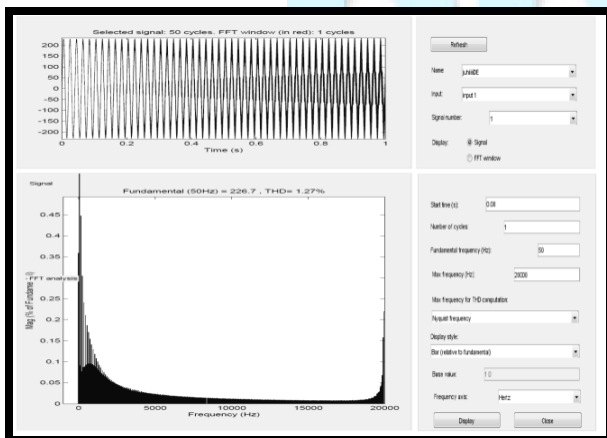 Selected signal: 50 cycles. FFT window (in red): 1 cycles
200
150
100
50
0
-50
-100
-150
-200
0
0.2
0.4
0.6
0.8
1
Time (s)
Refresh
Name:
Input:
input 1
Signal number:
1
Display:
Signal
FFT window
Signal
Fundamental (50Hz) = 226.7 , THD= 1.27%
0.45
0.4
0.35
FFT analysis
0.25
0.2
0.15
0.1
0.05
0
Mag (% of Fundame
0
5000
10000
15000
20000
Frequency (Hz)
Start time (s):
0.00
Number of cycles:
1
Fundamental frequency (Hz):
50
Max frequency (Hz):
20000
Max frequency for THD computation:
Nyquist frequency
Display style:
Bar (relative to fundamental)
Base value:
1.0
Frequency axis:
Hertz
Display
Close